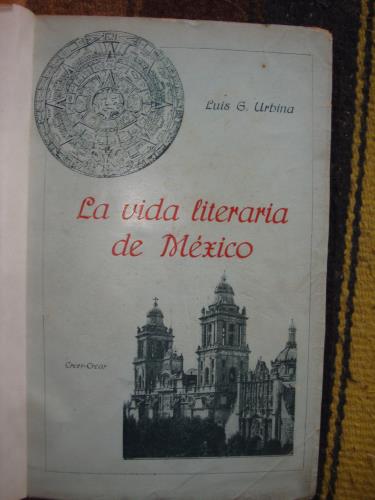 Luis G. Urbina
La vida literaria
de México
Creer-Crear